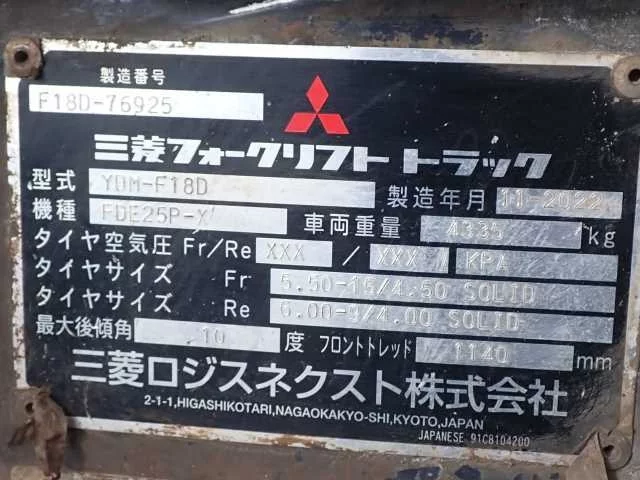 製造番号
F18D-76925
三菱フォークリフト トラック
型式 YDM-F18D 製造年月 11-2022
機種 FDE25P-X 車両重量 4335 kg
タイヤ空気圧 Fr/Re XXX / XXX KPA
タイヤサイズ Fr 5.50-15/4.50 SOLID
タイヤサイズ Re 6.00-9/4.00 SOLID
最大後傾角 10 度 フロントトレッド 1140 mm
三菱ロジスネクスト株式会社
2-1-1,HIGASHIKOTARI,NAGAOKAKYO-SHI,KYOTO,JAPAN
JAPANESE 91C8104200